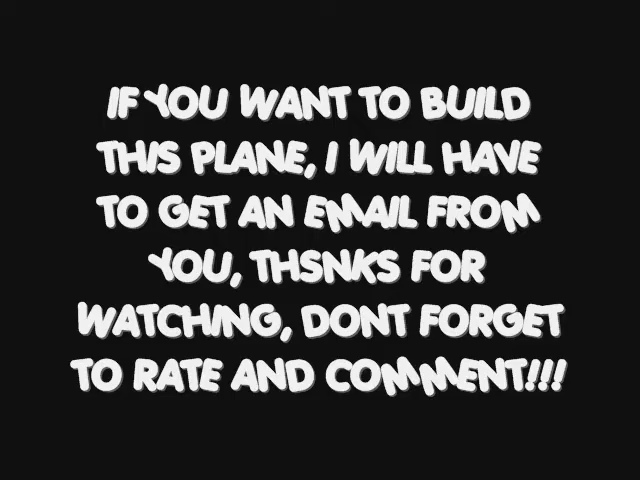 IF YOU WANT TO BUILD
THIS PLANE, I WILL HAVE
TO GET AN EMAIL FROM
YOU, THSNKS FOR
WATCHING, DONT FORGET
TO RATE AND COMMENT!!!